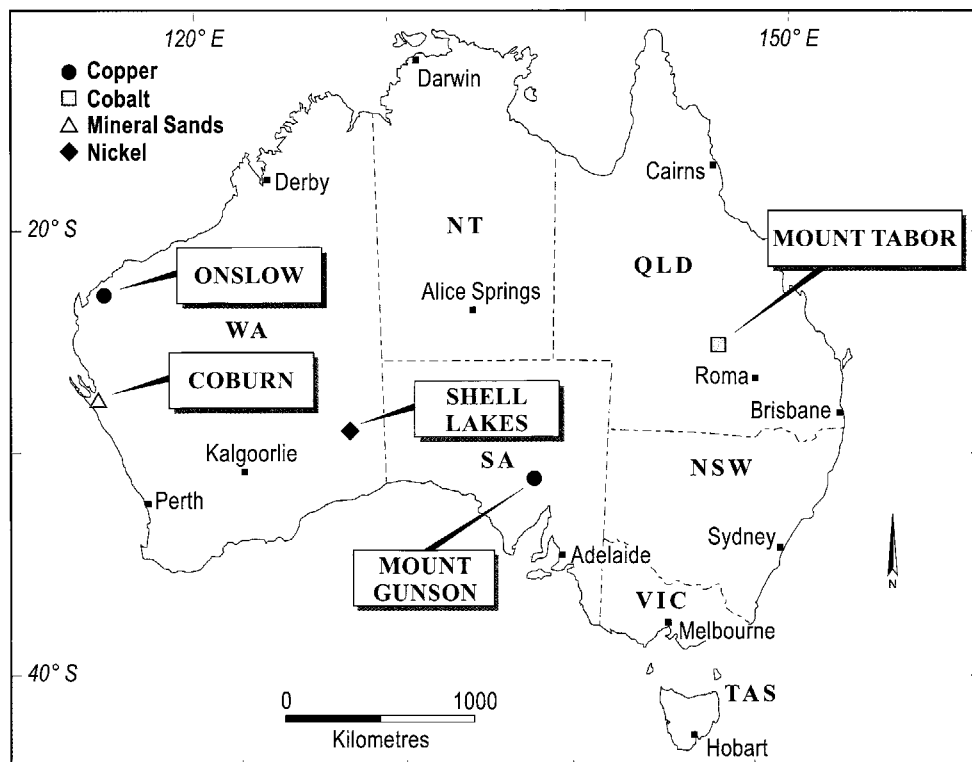 120° E
150° E
Copper
Cobalt
Mineral Sands
Nickel
Darwin
Cairns
Derby
20° S
NT
MOUNT TABOR
QLD
ONSLOW
Alice Springs
WA
COBURN
Roma
SHELL
LAKES
Brisbane
Kalgoorlie
SA
NSW
Perth
Sydney
MOUNT
GUNSON
Adelaide
N
VIC
Melbourne
40° S
TAS
0 1000
Kilometres
Hobart